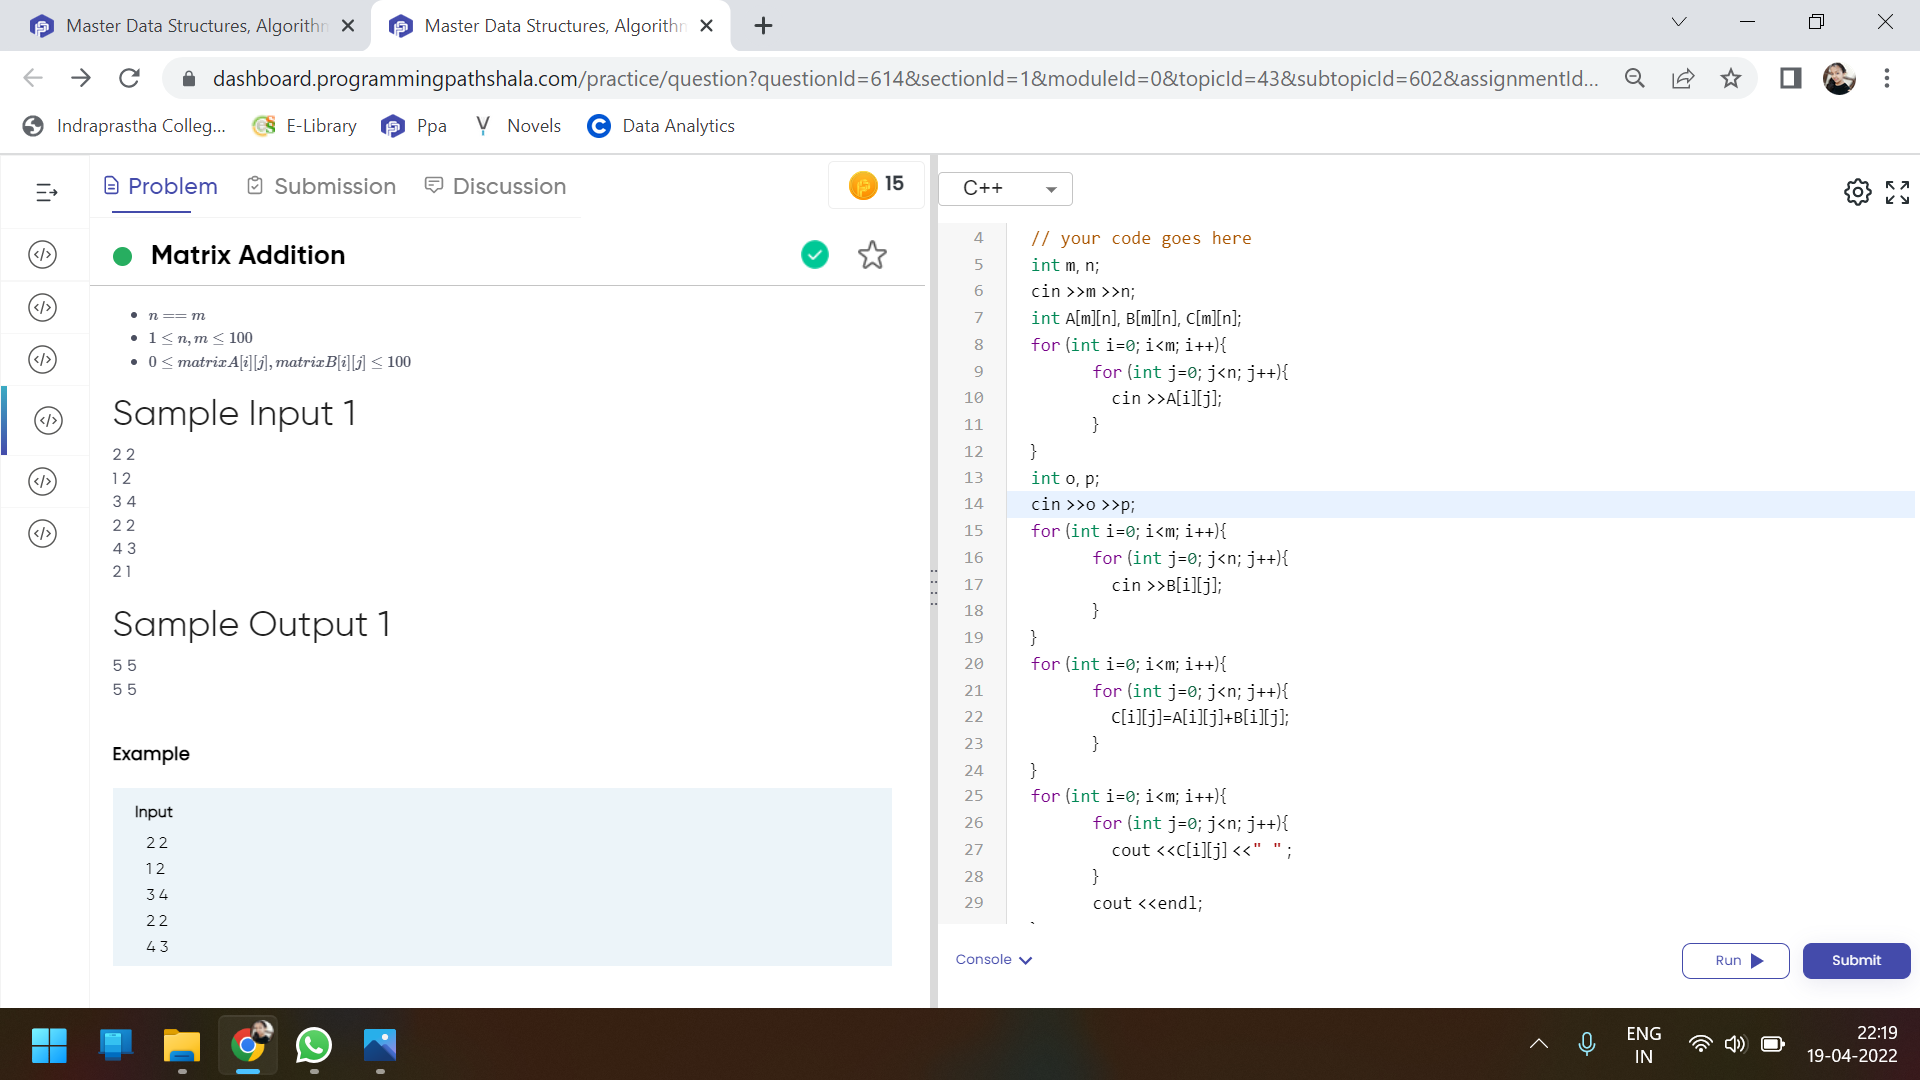 Master Data Structures, Algorithm
Master Data Structures, Algorithm
dashboard.programmingpathshala.com/practice/question?questionId=614&sectionId=1&moduleId=0&topicId=43&subtopicId=602&assignmentId...
Indraprastha Colleg... E-Library Ppa Novels Data Analytics
Problem Submission Discussion 15
Matrix Addition
n == m
1 ≤ n, m ≤ 100
0 ≤ matrixA[i][j], matrixB[i][j] ≤ 100
Sample Input 1
2 2
1 2
3 4
2 2
4 3
2 1
Sample Output 1
5 5
5 5
Example
Input
2 2
1 2
3 4
2 2
4 3
C++
4 // your code goes here
5 int m, n;
6 cin >>m >>n;
7 int A[m][n], B[m][n], C[m][n];
8 for (int i=0; i<m; i++){
9 for (int j=0; j<n; j++){
10 cin >>A[i][j];
11 }
12 }
13 int o, p;
14 cin >>o >>p;
15 for (int i=0; i<m; i++){
16 for (int j=0; j<n; j++){
17 cin >>B[i][j];
18 }
19 }
20 for (int i=0; i<m; i++){
21 for (int j=0; j<n; j++){
22 C[i][j]=A[i][j]+B[i][j];
23 }
24 }
25 for (int i=0; i<m; i++){
26 for (int j=0; j<n; j++){
27 cout <<C[i][j] <<" " ;
28 }
29 cout <<endl;
Console
Run
Submit
ENG
IN
22:19
19-04-2022